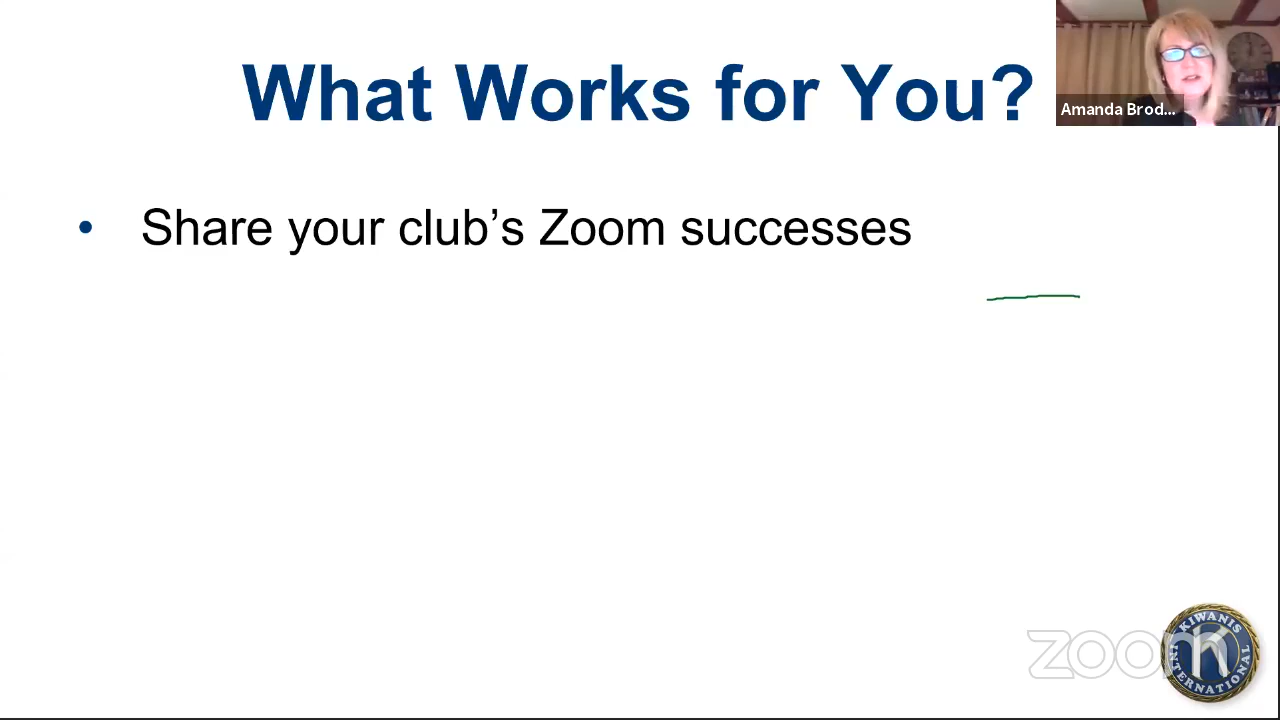 What Works for You?
Amanda Brod...
• Share your club’s Zoom successes
zoom
KIWANIS
INTERNATIONAL
K